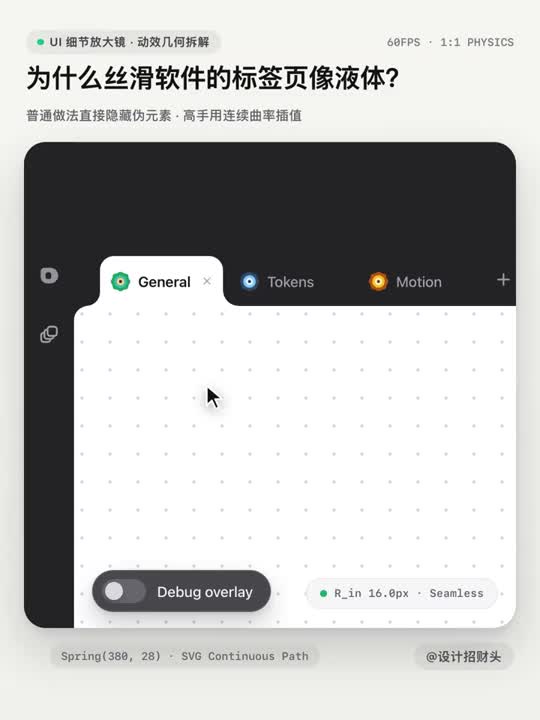 UI 细节放大镜 · 动效几何拆解
60FPS · 1:1 PHYSICS
为什么丝滑软件的标签页像液体？
普通做法直接隐藏伪元素 · 高手用连续曲率插值
General × Tokens Motion +
Debug overlay
R_in 16.0px · Seamless
Spring(380, 28) · SVG Continuous Path
@设计招财头